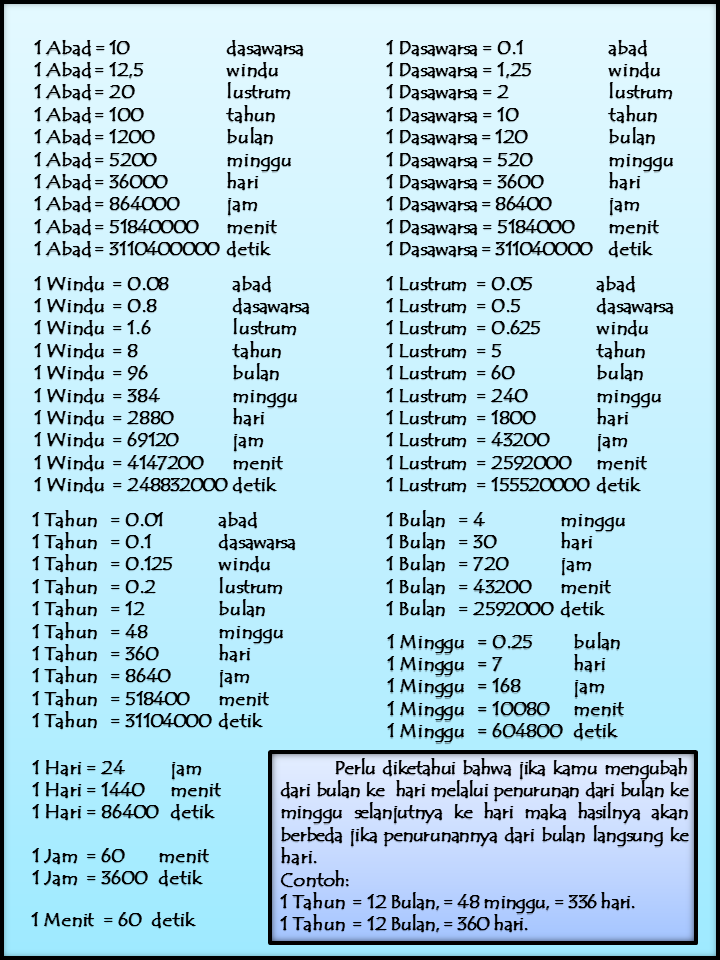 1 Abad = 10 dasawarsa
1 Abad = 12,5 windu
1 Abad = 20 lustrum
1 Abad = 100 tahun
1 Abad = 1200 bulan
1 Abad = 5200 minggu
1 Abad = 36000 hari
1 Abad = 864000 jam
1 Abad = 51840000 menit
1 Abad = 3110400000 detik
1 Dasawarsa = 0.1 abad
1 Dasawarsa = 1,25 windu
1 Dasawarsa = 2 lustrum
1 Dasawarsa = 10 tahun
1 Dasawarsa = 120 bulan
1 Dasawarsa = 520 minggu
1 Dasawarsa = 3600 hari
1 Dasawarsa = 86400 jam
1 Dasawarsa = 5184000 menit
1 Dasawarsa = 311040000 detik
1 Windu = 0.08 abad
1 Windu = 0.8 dasawarsa
1 Windu = 1.6 lustrum
1 Windu = 8 tahun
1 Windu = 96 bulan
1 Windu = 384 minggu
1 Windu = 2880 hari
1 Windu = 69120 jam
1 Windu = 4147200 menit
1 Windu = 248832000 detik
1 Lustrum = 0.05 abad
1 Lustrum = 0.5 dasawarsa
1 Lustrum = 0.625 windu
1 Lustrum = 5 tahun
1 Lustrum = 60 bulan
1 Lustrum = 240 minggu
1 Lustrum = 1800 hari
1 Lustrum = 43200 jam
1 Lustrum = 2592000 menit
1 Lustrum = 155520000 detik
1 Tahun = 0.01 abad
1 Tahun = 0.1 dasawarsa
1 Tahun = 0.125 windu
1 Tahun = 0.2 lustrum
1 Tahun = 12 bulan
1 Tahun = 48 minggu
1 Tahun = 360 hari
1 Tahun = 8640 jam
1 Tahun = 518400 menit
1 Tahun = 31104000 detik
1 Bulan = 4 minggu
1 Bulan = 30 hari
1 Bulan = 720 jam
1 Bulan = 43200 menit
1 Bulan = 2592000 detik
1 Minggu = 0.25 bulan
1 Minggu = 7 hari
1 Minggu = 168 jam
1 Minggu = 10080 menit
1 Minggu = 604800 detik
1 Hari = 24 jam
1 Hari = 1440 menit
1 Hari = 86400 detik
1 Jam = 60 menit
1 Jam = 3600 detik
1 Menit = 60 detik
Perlu diketahui bahwa jika kamu mengubah
dari bulan ke hari melalui penurunan dari bulan ke
minggu selanjutnya ke hari maka hasilnya akan
berbeda jika penurunannya dari bulan langsung ke
hari.
Contoh:
1 Tahun = 12 Bulan, = 48 minggu, = 336 hari.
1 Tahun = 12 Bulan, = 360 hari.